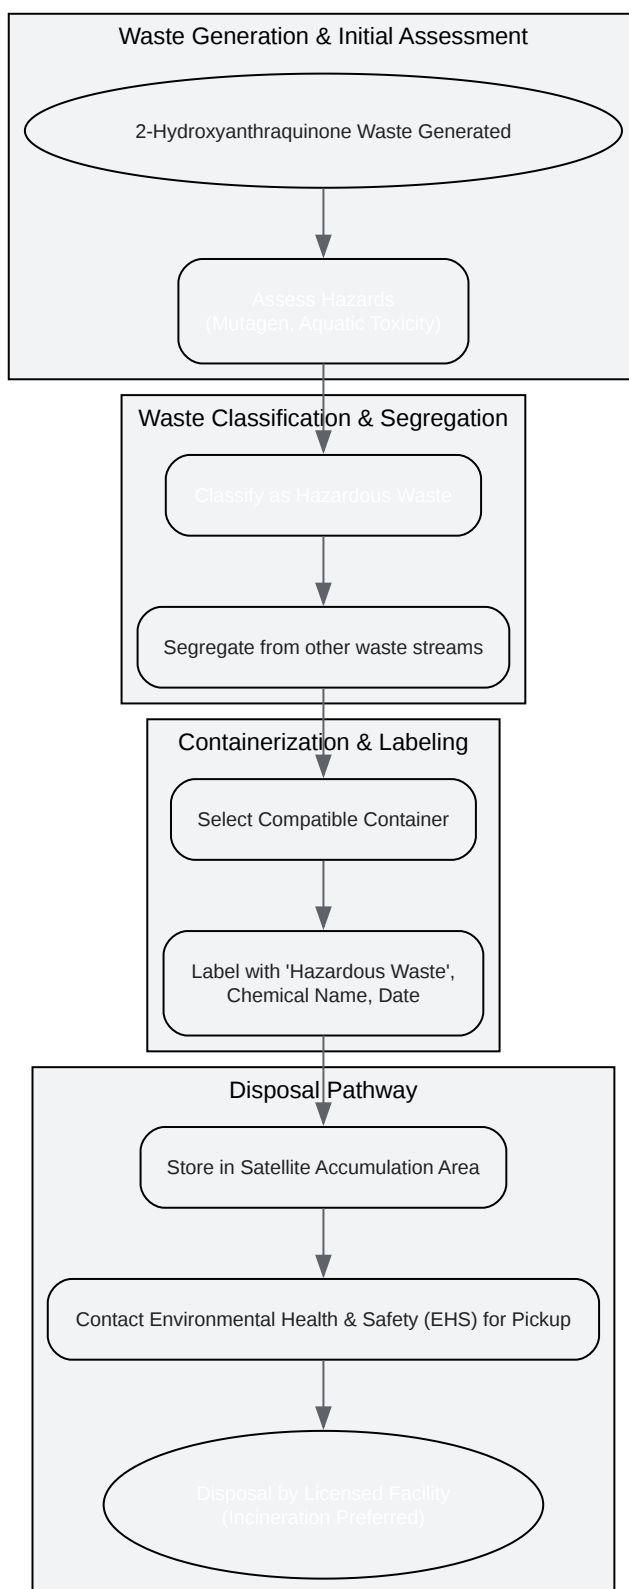 Waste Generation & Initial Assessment
2-Hydroxyanthraquinone Waste Generated
Assess Hazards
(Mutagen, Aquatic Toxicity)
Waste Classification & Segregation
Classify as Hazardous Waste
Segregate from other waste streams
Containerization & Labeling
Select Compatible Container
Label with 'Hazardous Waste',
Chemical Name, Date
Disposal Pathway
Store in Satellite Accumulation Area
Contact Environmental Health & Safety (EHS) for Pickup
Disposal by Licensed Facility
(Incineration Preferred)